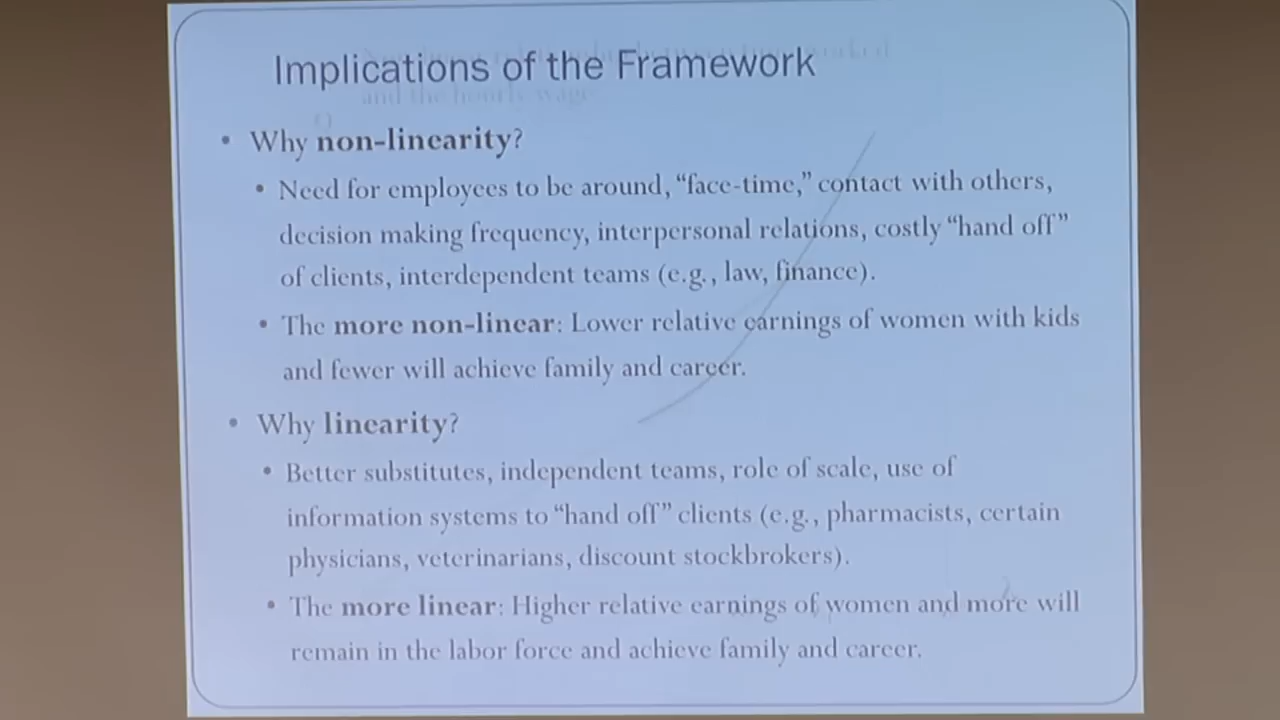 Implications of the Framework
and the hourly wage
• Why non-linearity?
• Need for employees to be around, “face-time,” contact with others,
decision making frequency, interpersonal relations, costly “hand off”
of clients, interdependent teams (e.g., law, finance).
• The more non-linear: Lower relative earnings of women with kids
and fewer will achieve family and career.
• Why linearity?
• Better substitutes, independent teams, role of scale, use of
information systems to “hand off” clients (e.g., pharmacists, certain
physicians, veterinarians, discount stockbrokers).
• The more linear: Higher relative earnings of women and more will
remain in the labor force and achieve family and career.